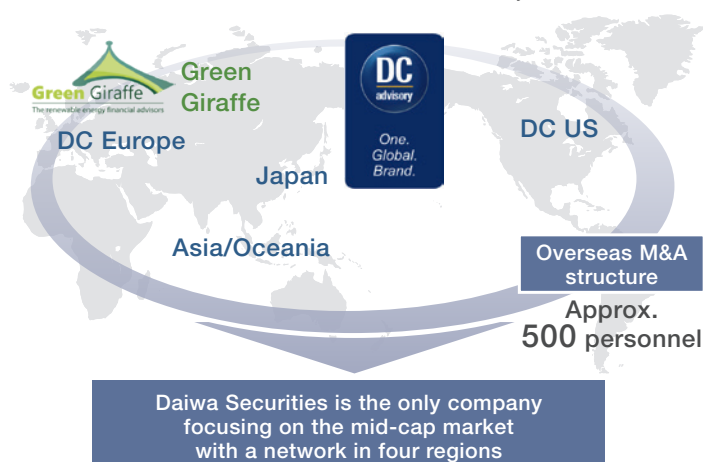 Green Giraffe
The renewable energy financial advisors
Green
Giraffe
DC
advisory
One.
Global.
Brand.
DC Europe
DC US
Japan
Asia/Oceania
Overseas M&A
structure
Approx.
500 personnel
Daiwa Securities is the only company
focusing on the mid-cap market
with a network in four regions